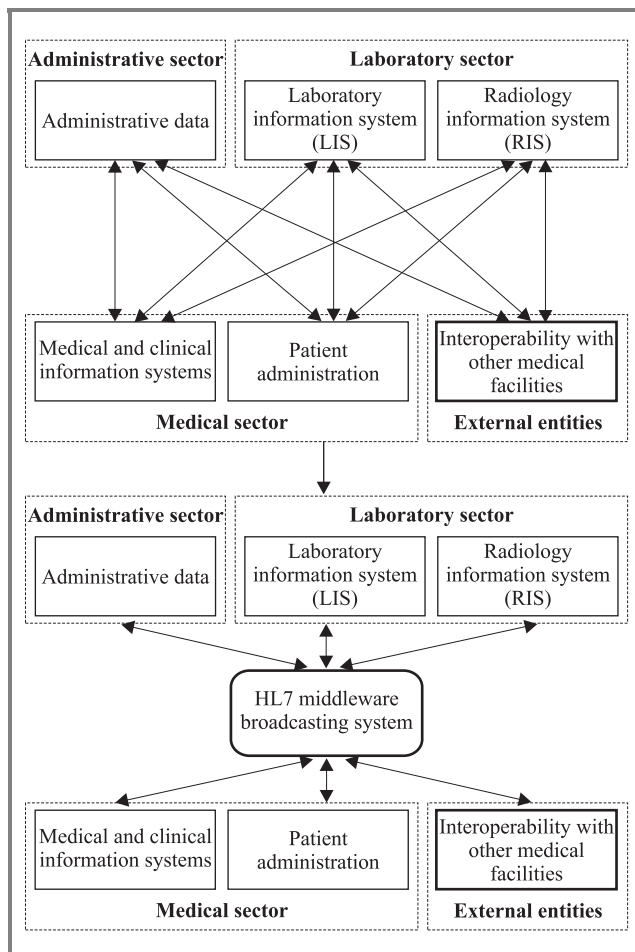 Administrative sector
Laboratory sector
Administrative data
Laboratory
information system
(LIS)
Radiology
information system
(RIS)
Medical and clinical
information systems
Patient
administration
Interoperability with
other medical
facilities
Medical sector
External entities
Administrative sector
Laboratory sector
Administrative data
Laboratory
information system
(LIS)
Radiology
information system
(RIS)
HL7 middleware
broadcasting system
Medical and clinical
information systems
Patient
administration
Interoperability with
other medical
facilities
Medical sector
External entities